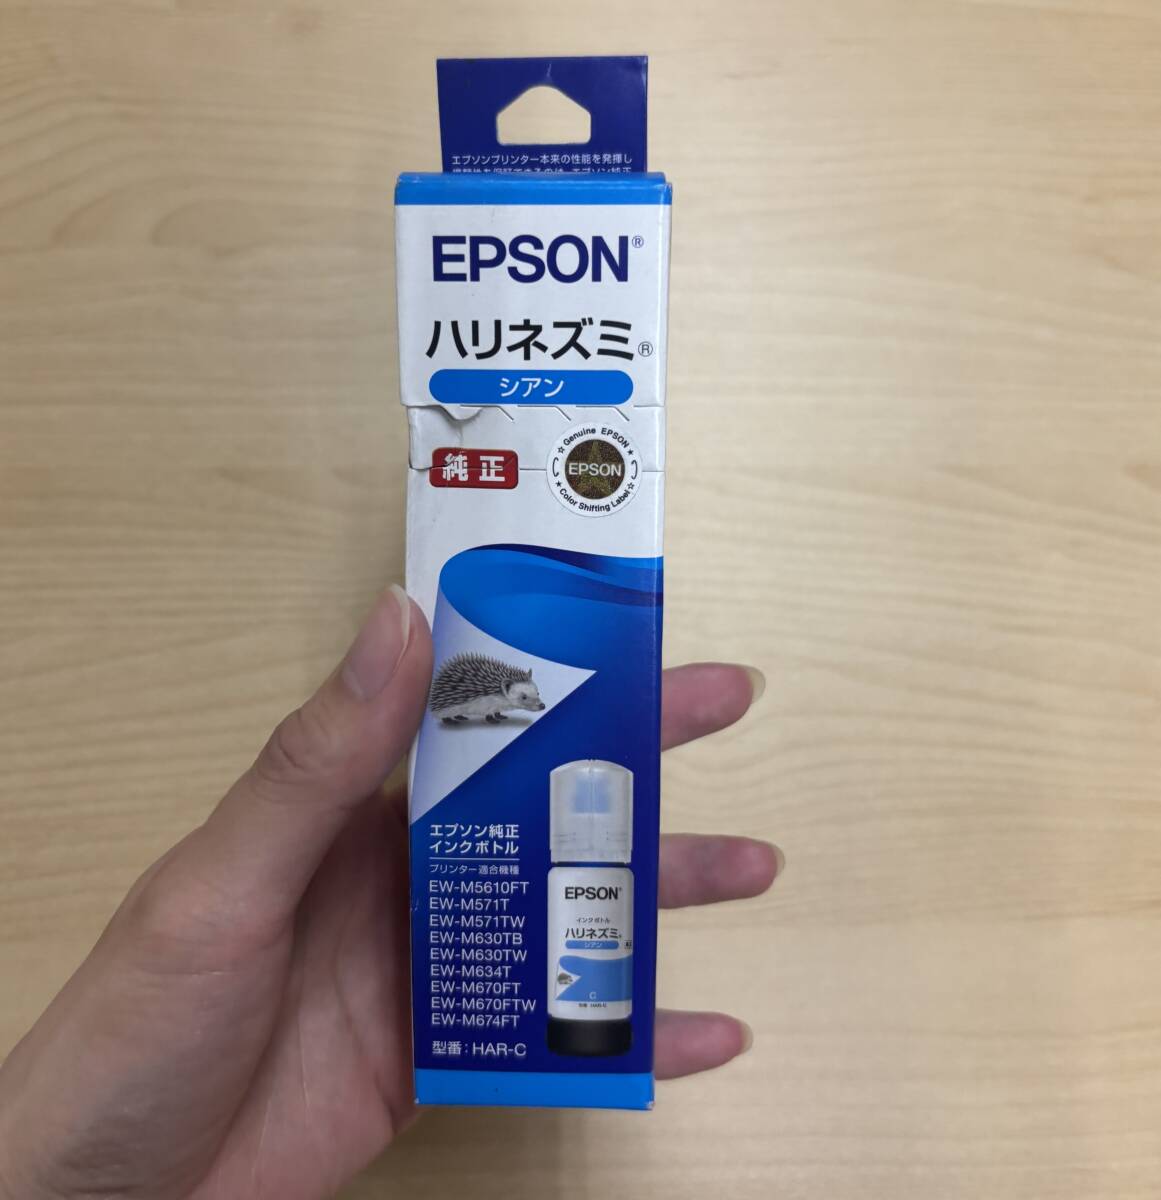 エプソンプリンター本来の性能を発揮し
EPSON®
ハリネズミ®
シアン
純正
☆ Genuine EPSON ★
EPSON
★ Color Shifting Label ☆
エプソン純正
インクボトル
プリンター適合機種
EW-M5610FT
EW-M571T
EW-M571TW
EW-M630TB
EW-M630TW
EW-M634T
EW-M670FT
EW-M670FTW
EW-M674FT
型番：HAR-C
EPSON®
インクボトル
ハリネズミ®
シアン
C
型番 HAR-C